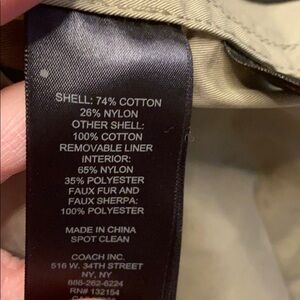 SHELL: 74% COTTON
26% NYLON
OTHER SHELL:
100% COTTON
REMOVABLE LINER
INTERIOR:
65% NYLON
35% POLYESTER
FAUX FUR AND
FAUX SHERPA:
100% POLYESTER
MADE IN CHINA
SPOT CLEAN
COACH INC.
516 W. 34TH STREET
NY, NY
888-262-6224
RN# 132154